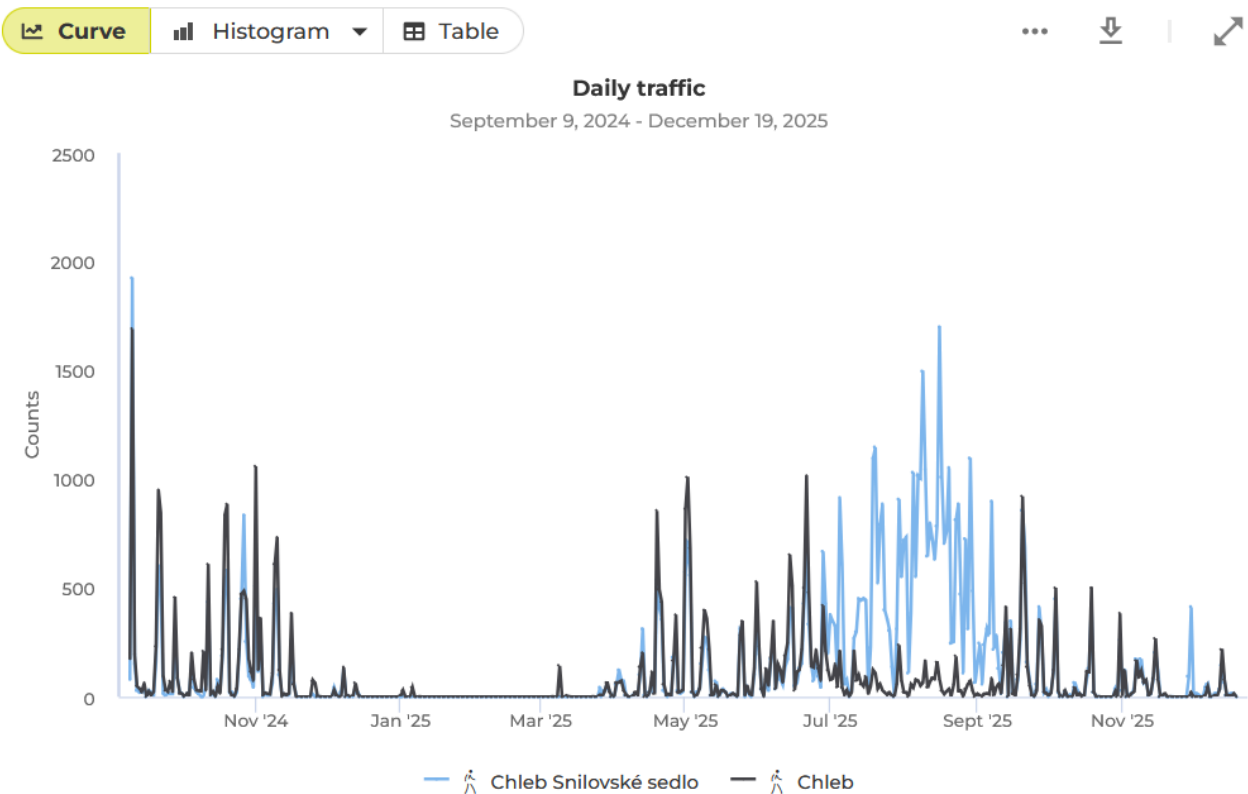 Curve Histogram Table
Daily traffic
September 9, 2024 - December 19, 2025
2500
2000
1500
1000
500
0
Counts
Nov '24 Jan '25 Mar '25 May '25 Jul '25 Sept '25 Nov '25
Chleb Snilovské sedlo Chleb